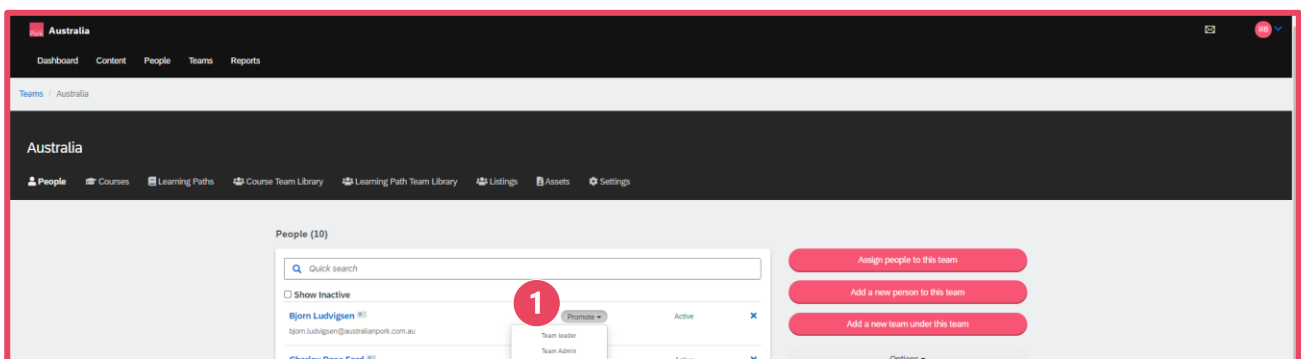 Pork Australia
RB
Dashboard Content People Teams Reports
Teams / Australia
Australia
People Courses Learning Paths Course Team Library Learning Path Team Library Listings Assets Settings
People (10)
Quick search
Show Inactive
1
Bjorn Ludvigsen Promote Active
bjorn.ludvigsen@australianpork.com.au
Team leader
Team Admin
Assign people to this team
Add a new person to this team
Add a new team under this team
Options